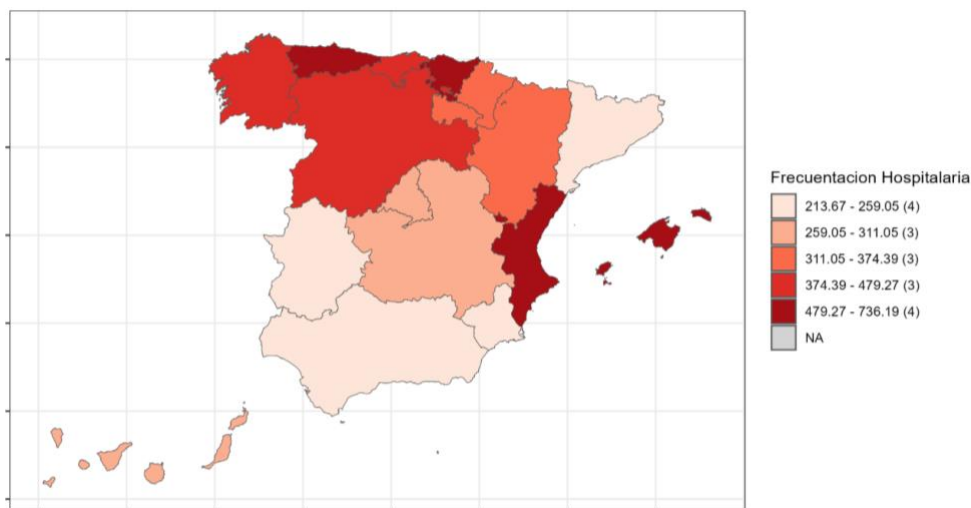 Frecuentacion Hospitalaria
213.67 - 259.05 (4)
259.05 - 311.05 (3)
311.05 - 374.39 (3)
374.39 - 479.27 (3)
479.27 - 736.19 (4)
NA